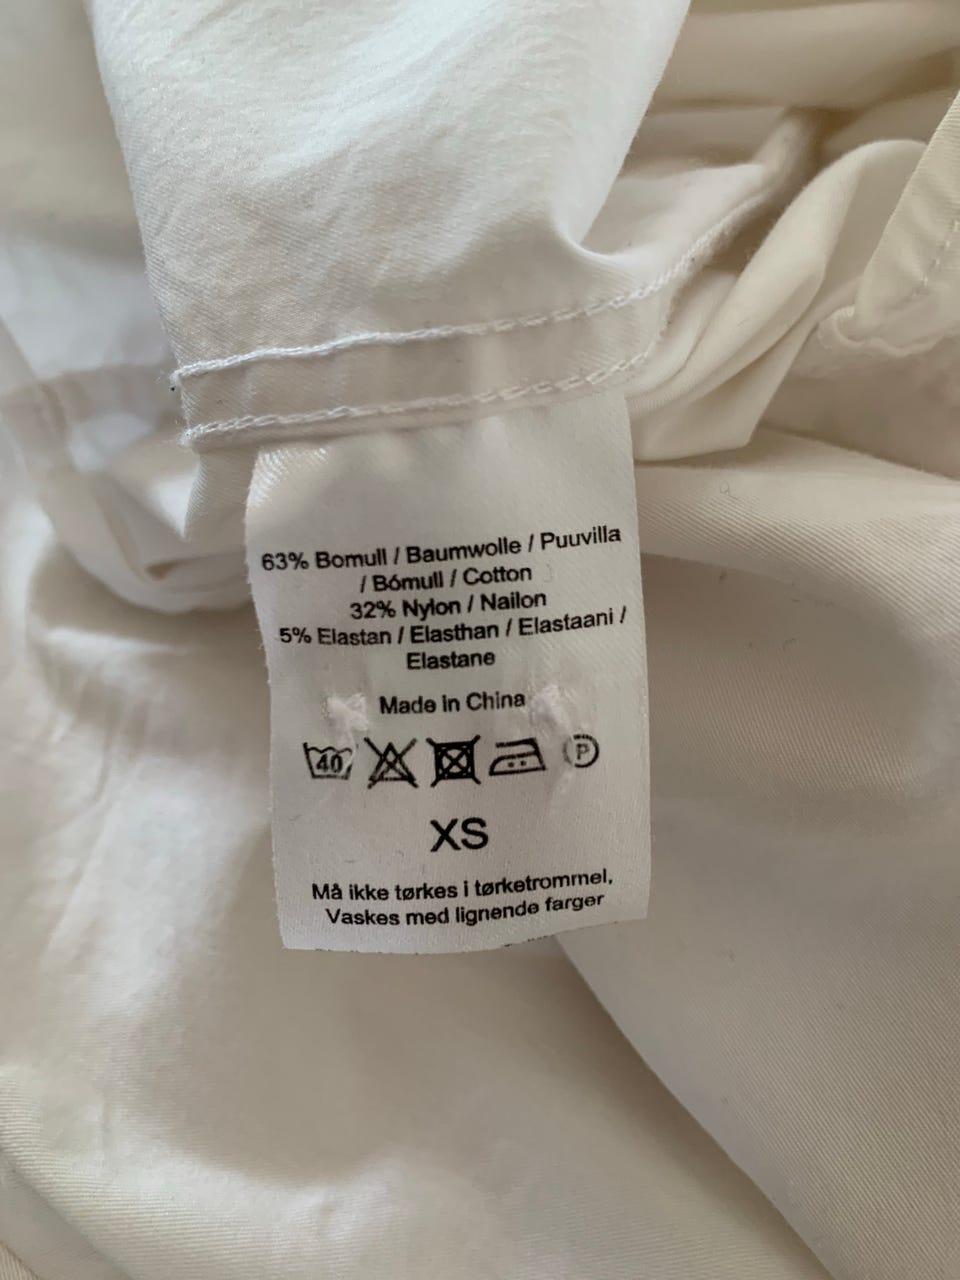 63% Bomull / Baumwolle / Puuvilla
/ Bómull / Cotton
32% Nylon / Nailon
5% Elastan / Elasthan / Elastaani /
Elastane
Made in China
40 P
XS
Må ikke tørkes i tørketrommel,
Vaskes med lignende farger